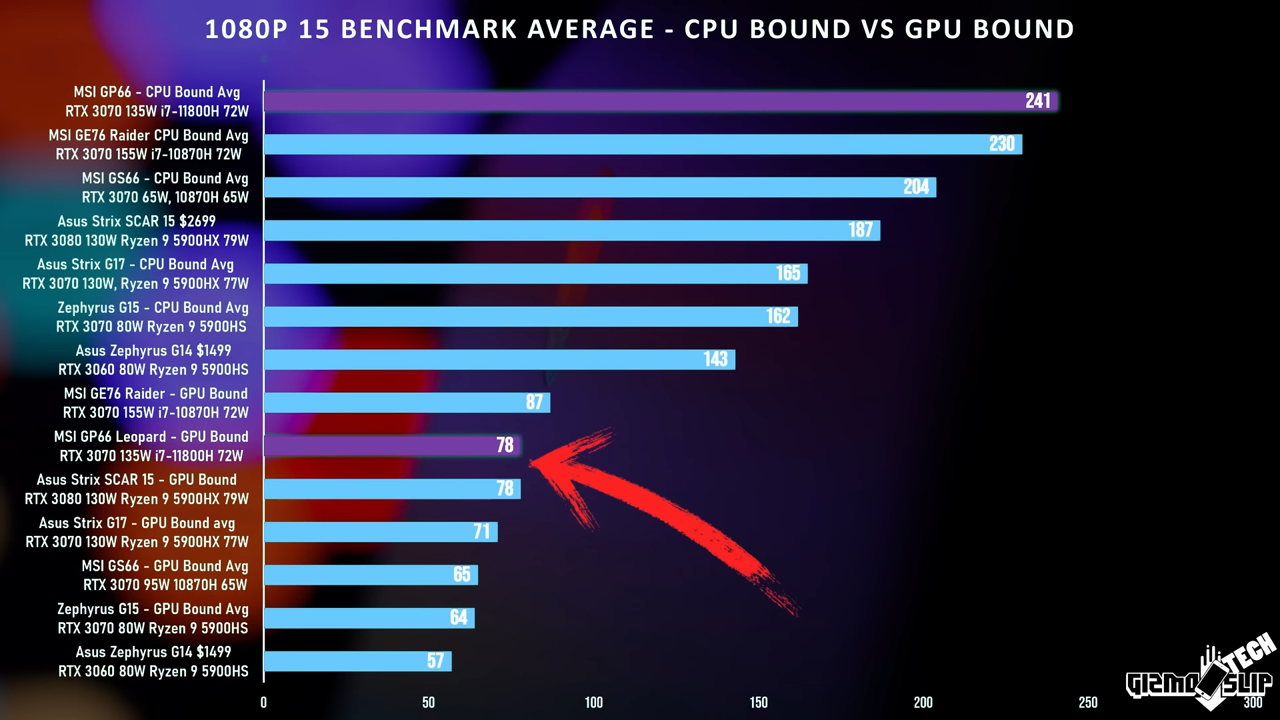 1080P 15 BENCHMARK AVERAGE - CPU BOUND VS GPU BOUND
MSI GP66 - CPU Bound Avg
RTX 3070 135W i7-11800H 72W
241
MSI GE76 Raider CPU Bound Avg
RTX 3070 155W i7-10870H 72W
230
MSI GS66 - CPU Bound Avg
RTX 3070 65W, 10870H 65W
204
Asus Strix SCAR 15 $2699
RTX 3080 130W Ryzen 9 5900HX 79W
187
Asus Strix G17 - CPU Bound Avg
RTX 3070 130W, Ryzen 9 5900HX 77W
165
Zephyrus G15 - CPU Bound Avg
RTX 3070 80W Ryzen 9 5900HS
162
Asus Zephyrus G14 $1499
RTX 3060 80W Ryzen 9 5900HS
143
MSI GE76 Raider - GPU Bound
RTX 3070 155W i7-10870H 72W
87
MSI GP66 Leopard - GPU Bound
RTX 3070 135W i7-11800H 72W
78
Asus Strix SCAR 15 - GPU Bound
RTX 3080 130W Ryzen 9 5900HX 79W
78
Asus Strix G17 - GPU Bound avg
RTX 3070 130W Ryzen 9 5900HX 77W
71
MSI GS66 - GPU Bound Avg
RTX 3070 95W 10870H 65W
65
Zephyrus G15 - GPU Bound Avg
RTX 3070 80W Ryzen 9 5900HS
64
Asus Zephyrus G14 $1499
RTX 3060 80W Ryzen 9 5900HS
57
0 50 100 150 200 250 300
TECH
GIZMO SLIP